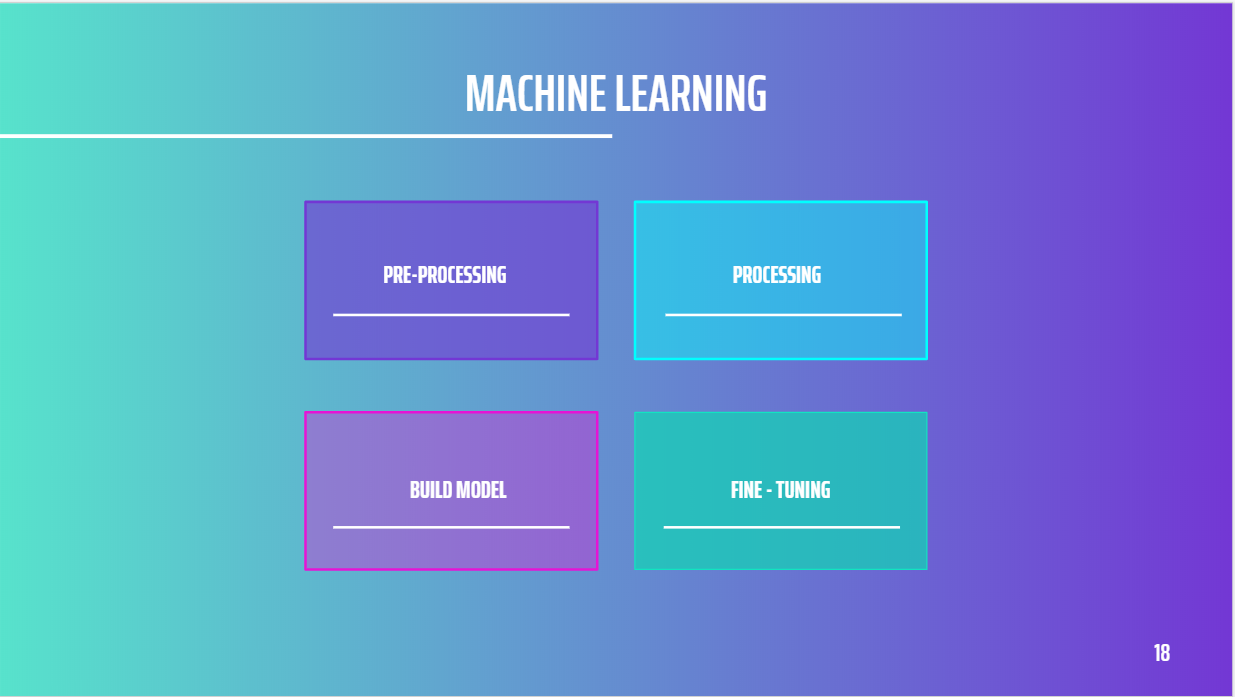 MACHINE LEARNING
PRE-PROCESSING
PROCESSING
BUILD MODEL
FINE - TUNING
18